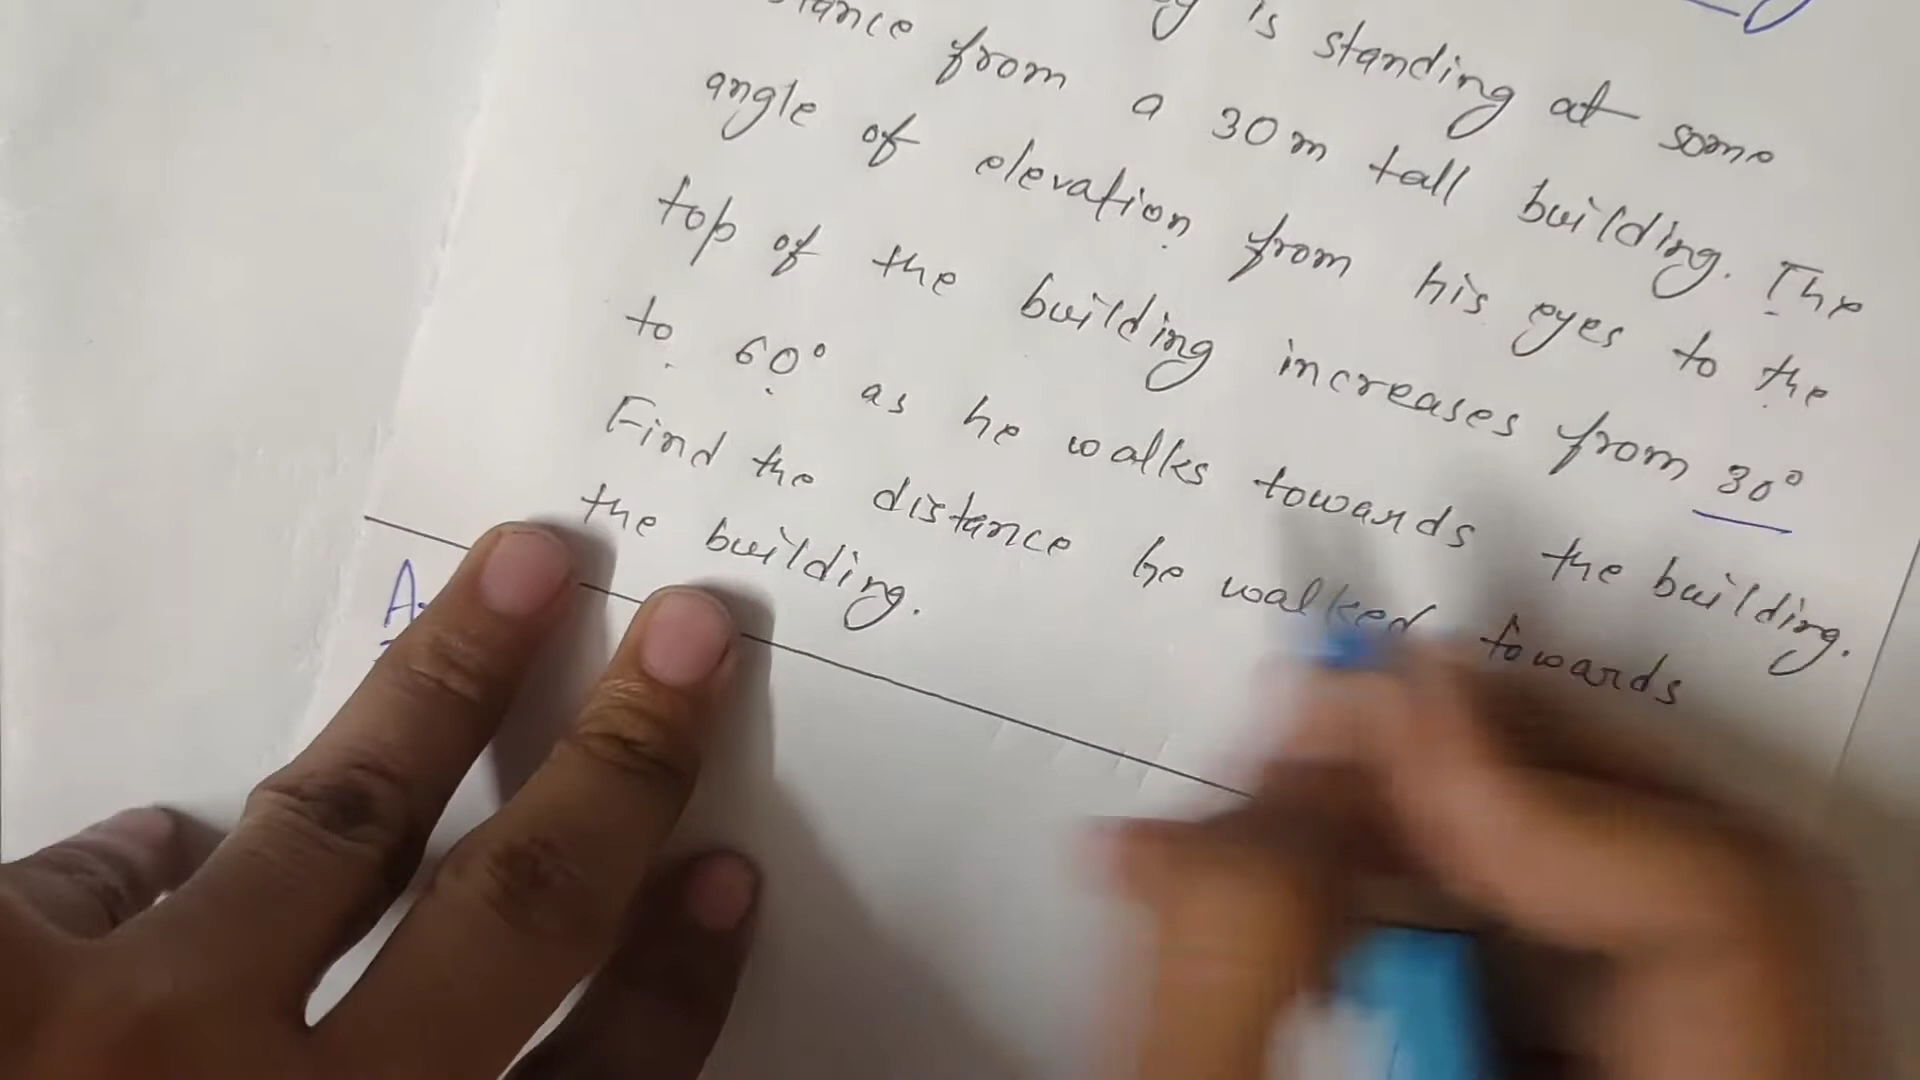 is standing at some
from a 30m tall building. The
angle of elevation from his eyes to the
top of the building increases from 30°
to 60° as he walks towards the building.
Find the distance he walked towards
the building.